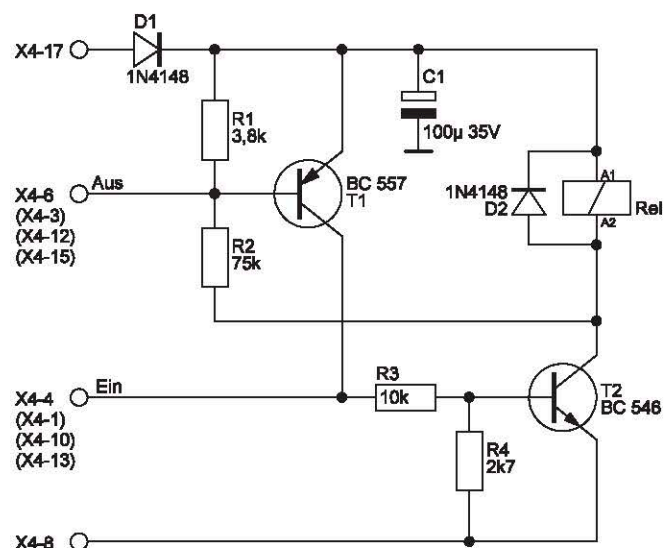 D1
X4-17
1N4148
R1
3,8k
C1
100µ 35V
Aus
X4-6
(X4-3)
(X4-12)
(X4-15)
BC 557
T1
1N4148
D2
A1
A2
Rel
R2
75k
Ein
X4-4
(X4-1)
(X4-10)
(X4-13)
R3
10k
T2
BC 546
R4
2k7
X4-8